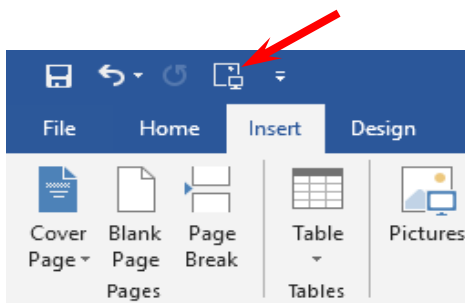 File Home Insert Design
Cover Blank Page Table Pictures
Page Page Break
Pages Tables